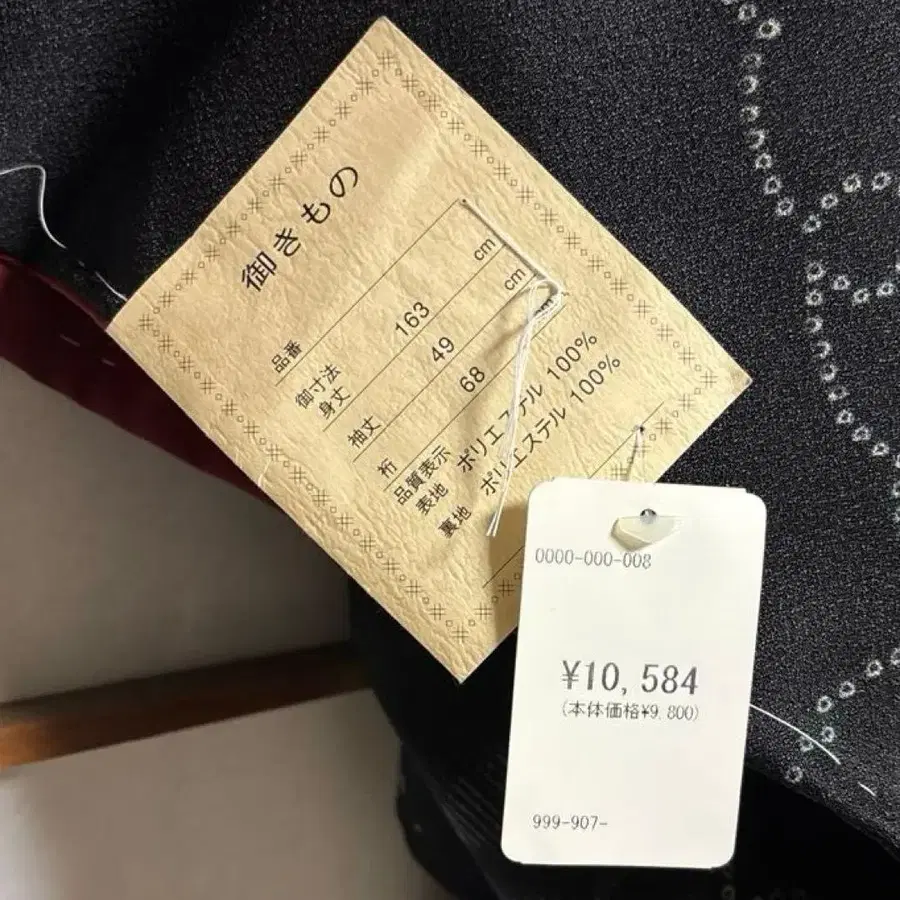 御きもの
品番
御寸法
身丈 163 cm
袖丈 49 cm
裄 68 cm
品質表示
表地 ポリエステル 100%
裏地 ポリエステル 100%
0000-000-008
¥10,584
(本体価格¥9,800)
999-907-